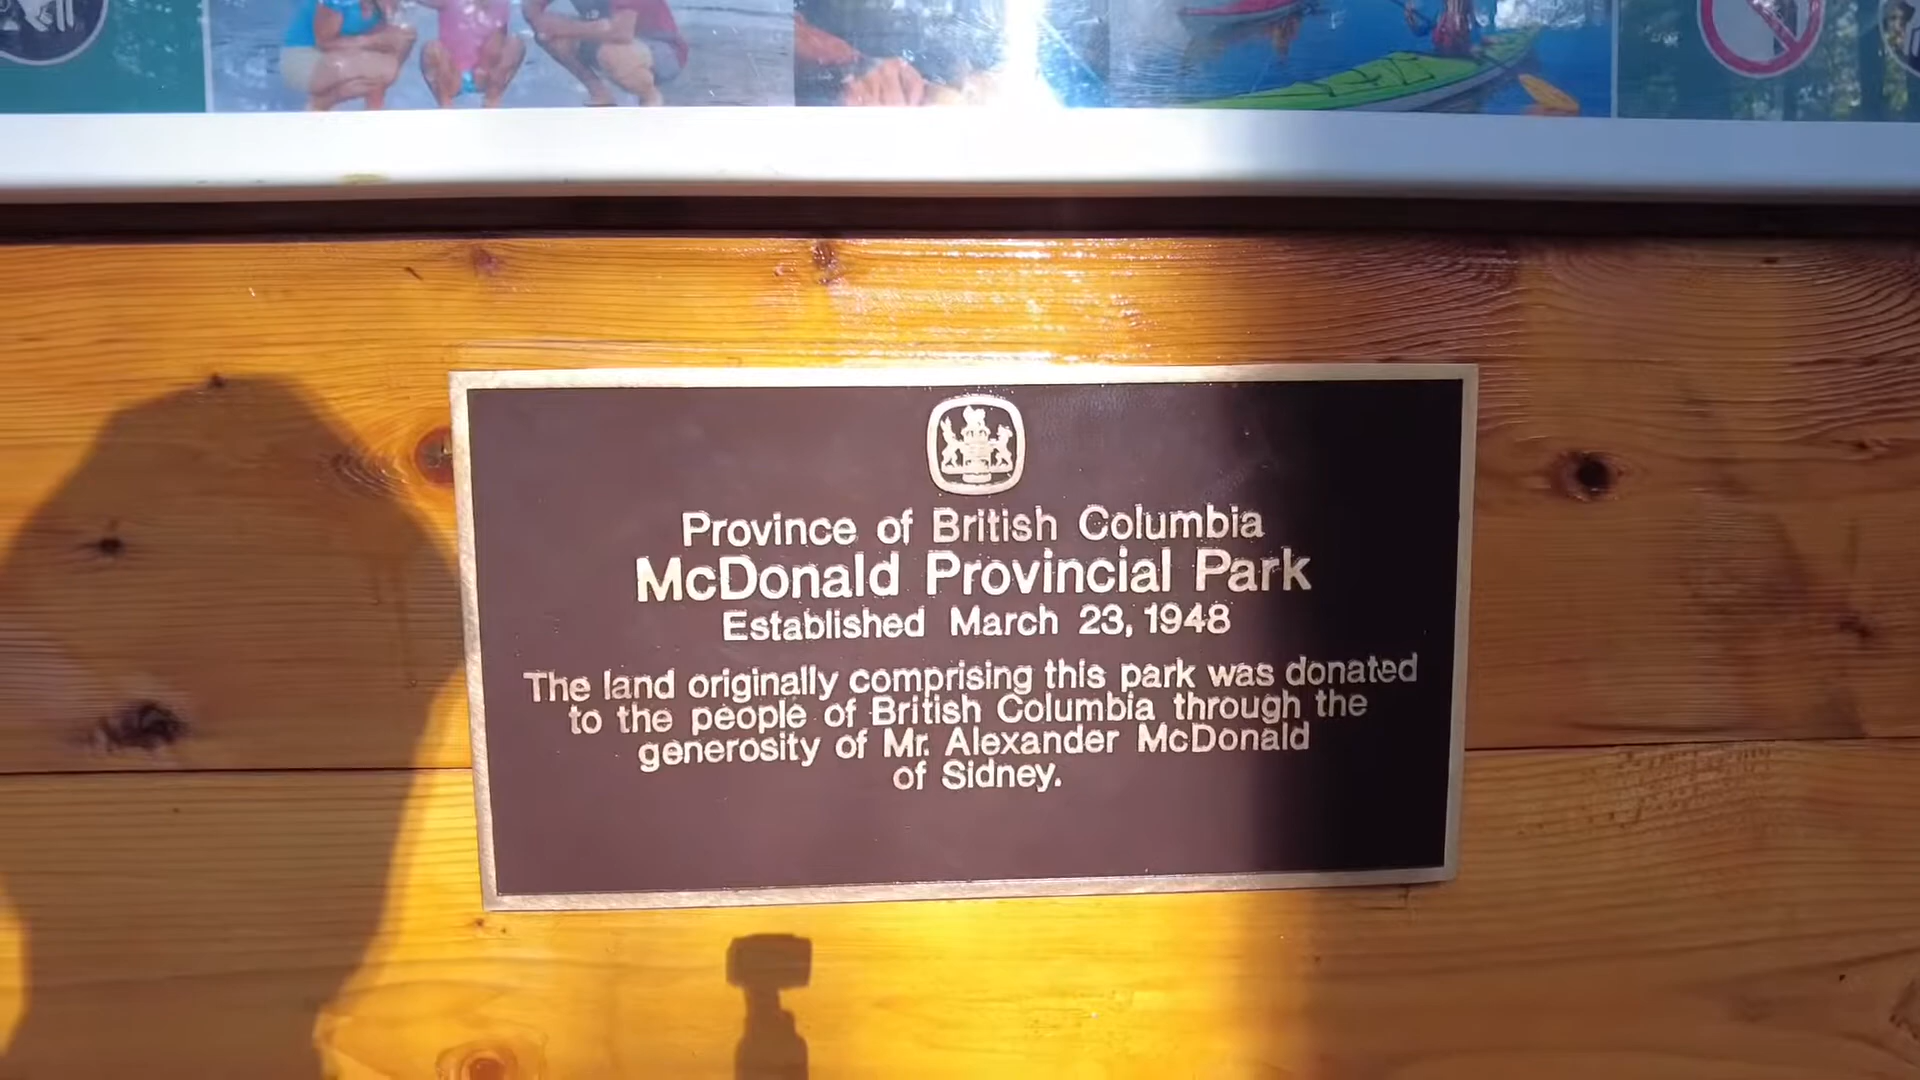 Province of British Columbia
McDonald Provincial Park
Established March 23, 1948
The land originally comprising this park was donated
to the people of British Columbia through the
generosity of Mr. Alexander McDonald
of Sidney.